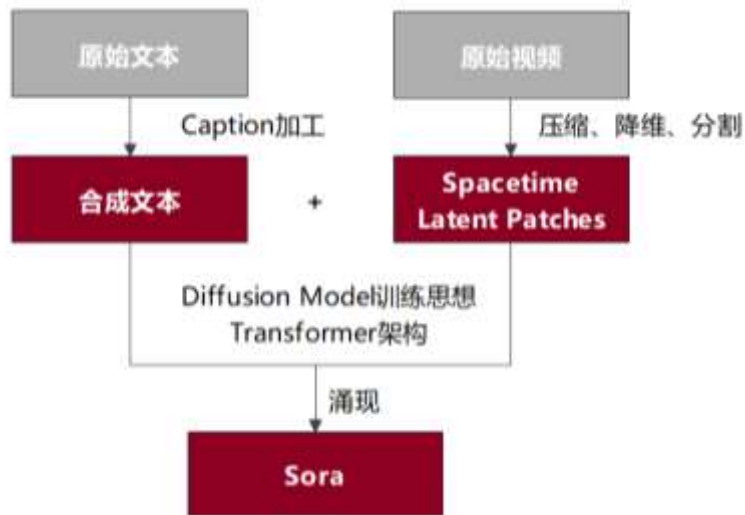 原始文本
原始视频
Caption加工
压缩、降维、分割
合成文本
+
Spacetime
Latent Patches
Diffusion Model训练思想
Transformer架构
涌现
Sora